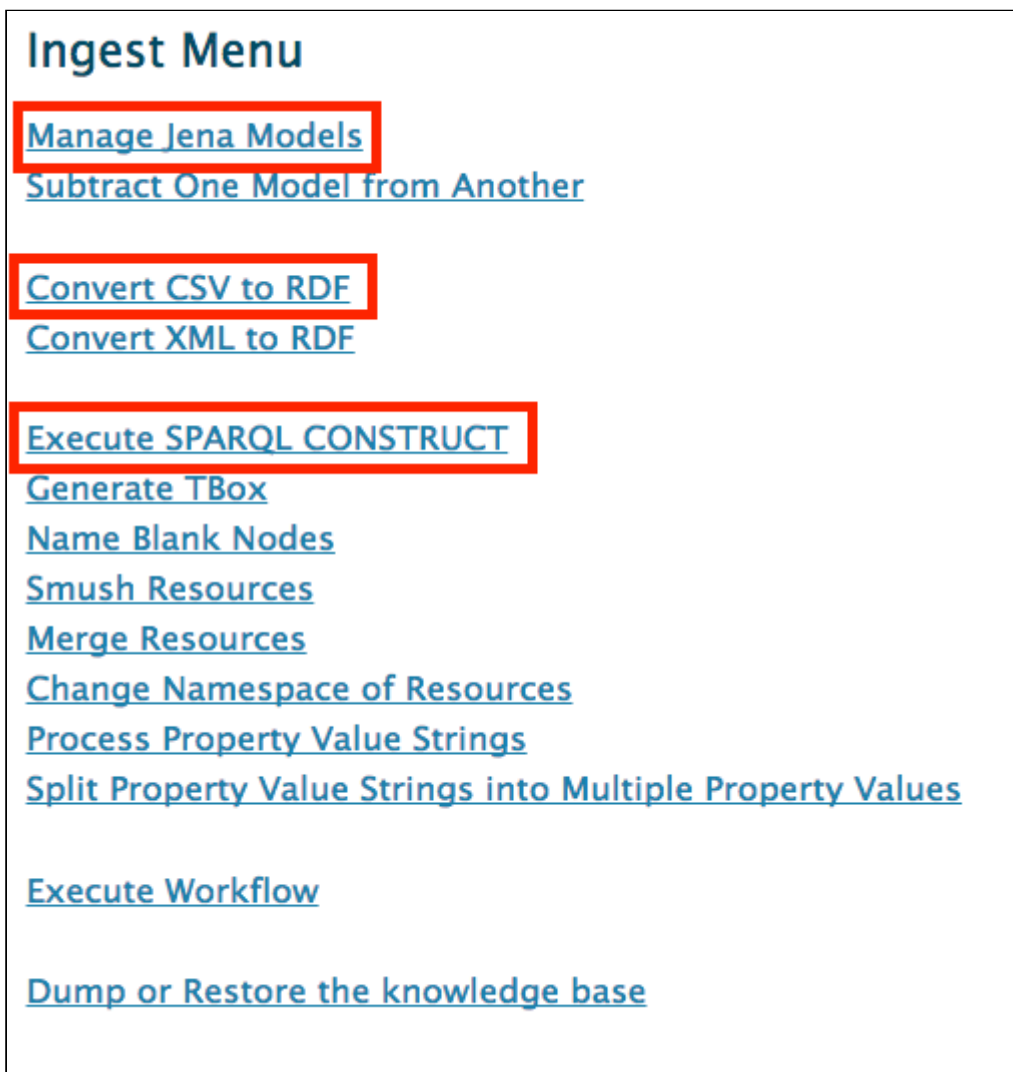 Ingest Menu
Manage Jena Models
Subtract One Model from Another
Convert CSV to RDF
Convert XML to RDF
Execute SPARQL CONSTRUCT
Generate TBox
Name Blank Nodes
Smush Resources
Merge Resources
Change Namespace of Resources
Process Property Value Strings
Split Property Value Strings into Multiple Property Values
Execute Workflow
Dump or Restore the knowledge base